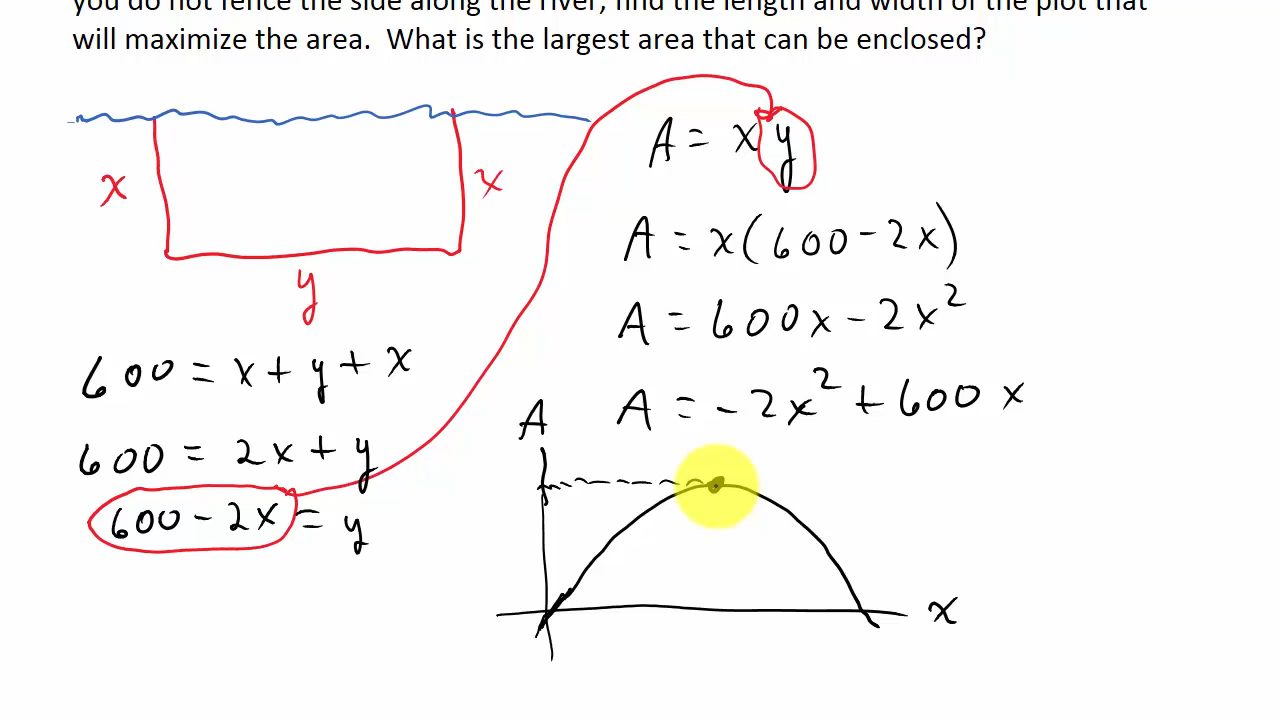 you do not fence the side along the river, find the length and width of the plot that
will maximize the area. What is the largest area that can be enclosed?
x
x
y
600 = x + y + x
600 = 2x + y
600 - 2x = y
A = xy
A = x(600 - 2x)
A = 600x - 2x²
A = -2x² + 600x
A
x